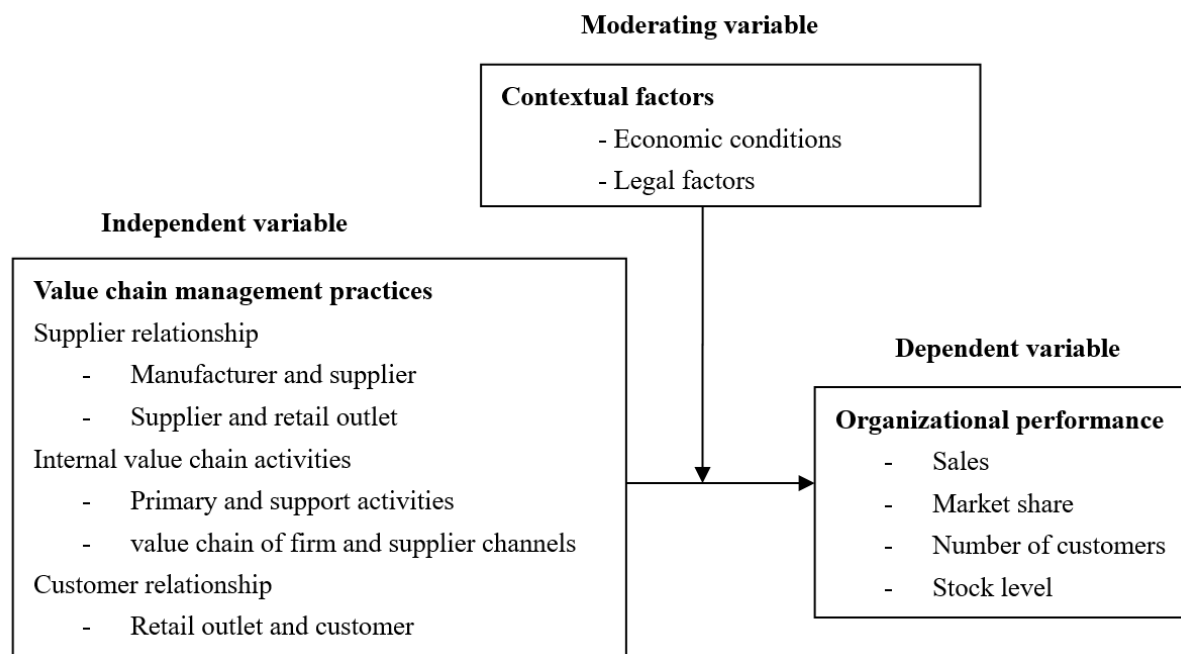 Moderating variable
Contextual factors
- Economic conditions
- Legal factors
Independent variable
Value chain management practices
Supplier relationship
- Manufacturer and supplier
- Supplier and retail outlet
Internal value chain activities
- Primary and support activities
- value chain of firm and supplier channels
Customer relationship
- Retail outlet and customer
Dependent variable
Organizational performance
- Sales
- Market share
- Number of customers
- Stock level